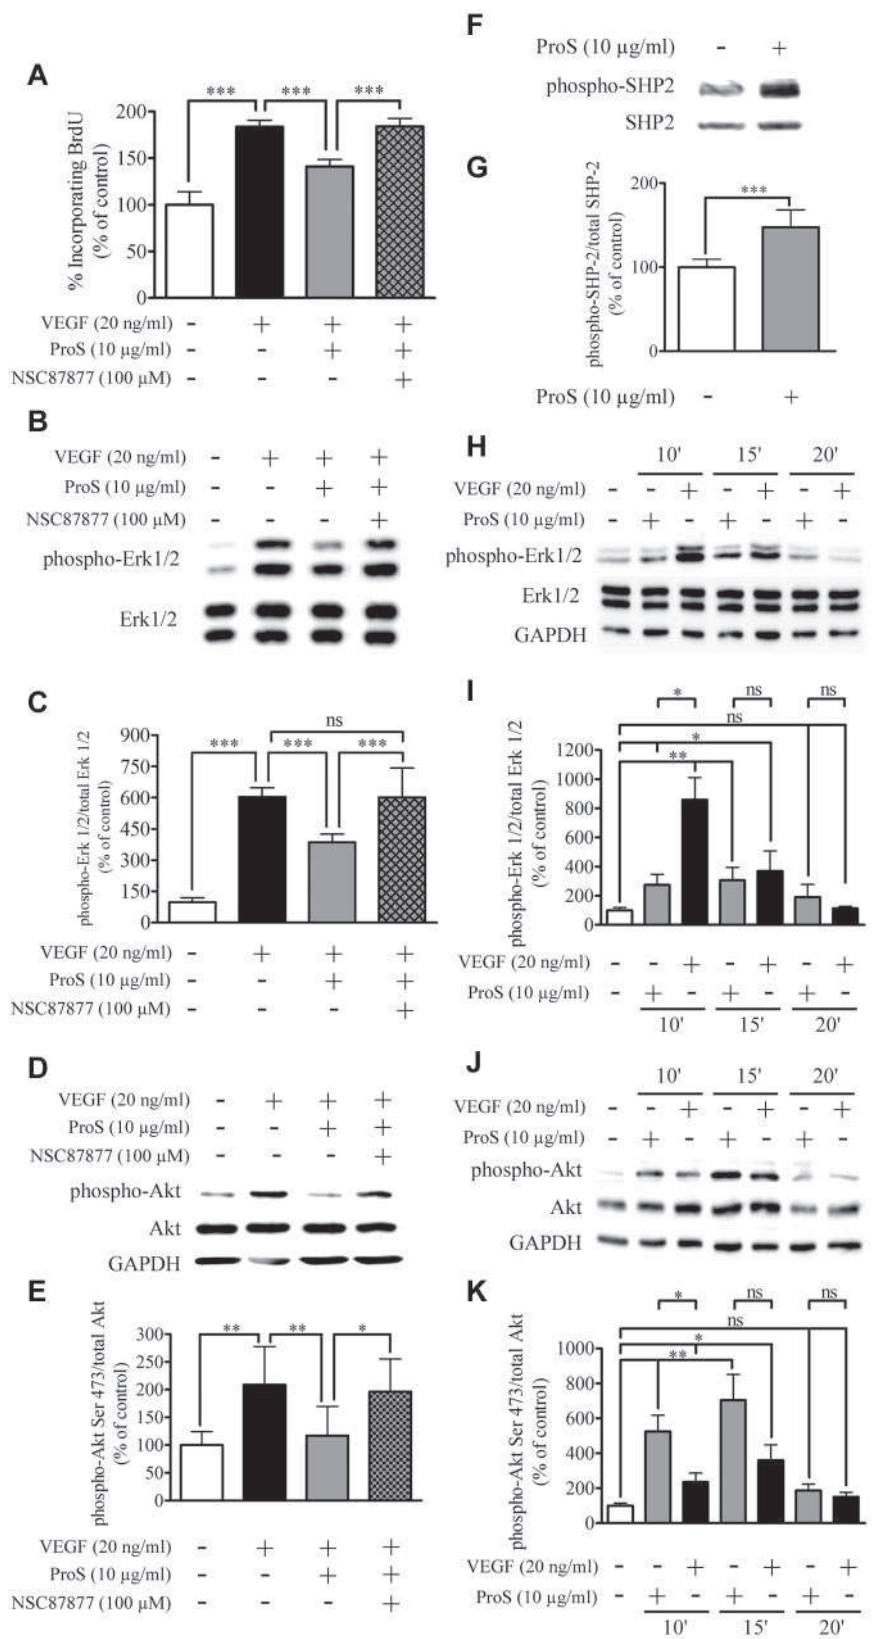 A
*** *** ***
% Incorporating BrdU
(% of control)
200
150
100
50
0
VEGF (20 ng/ml) - + + +
ProS (10 µg/ml) - - + +
NSC87877 (100 µM) - - - +
B
VEGF (20 ng/ml) - + + +
ProS (10 µg/ml) - - + +
NSC87877 (100 µM) - - - +
phospho-Erk1/2
Erk1/2
C
ns
*** *** ***
phospho-Erk 1/2/total Erk 1/2
(% of control)
900
750
600
450
300
150
0
VEGF (20 ng/ml) - + + +
ProS (10 µg/ml) - - + +
NSC87877 (100 µM) - - - +
D
VEGF (20 ng/ml) - + + +
ProS (10 µg/ml) - - + +
NSC87877 (100 µM) - - - +
phospho-Akt
Akt
GAPDH
E
** ** *
phospho-Akt Ser 473/total Akt
(% of control)
300
250
200
150
100
50
0
VEGF (20 ng/ml) - + + +
ProS (10 µg/ml) - - + +
NSC87877 (100 µM) - - - +
F
ProS (10 µg/ml) - +
phospho-SHP2
SHP2
G
***
phospho-SHP-2/total SHP-2
(% of control)
200
100
0
ProS (10 µg/ml) - +
H
10' 15' 20'
VEGF (20 ng/ml) - - + - + - +
ProS (10 µg/ml) - + - + - + -
phospho-Erk1/2
Erk1/2
GAPDH
I
* ns ns
ns
*
**
phospho-Erk 1/2/total Erk 1/2
(% of control)
1200
1000
800
600
400
200
0
VEGF (20 ng/ml) - - + - + - +
ProS (10 µg/ml) - + - + - + -
10' 15' 20'
J
10' 15' 20'
VEGF (20 ng/ml) - - + - + - +
ProS (10 µg/ml) - + - + - + -
phospho-Akt
Akt
GAPDH
K
* ns ns
ns
*
**
phospho-Akt Ser 473/total Akt
(% of control)
1000
800
600
400
200
0
VEGF (20 ng/ml) - - + - + - +
ProS (10 µg/ml) - + - + - + -
10' 15' 20'